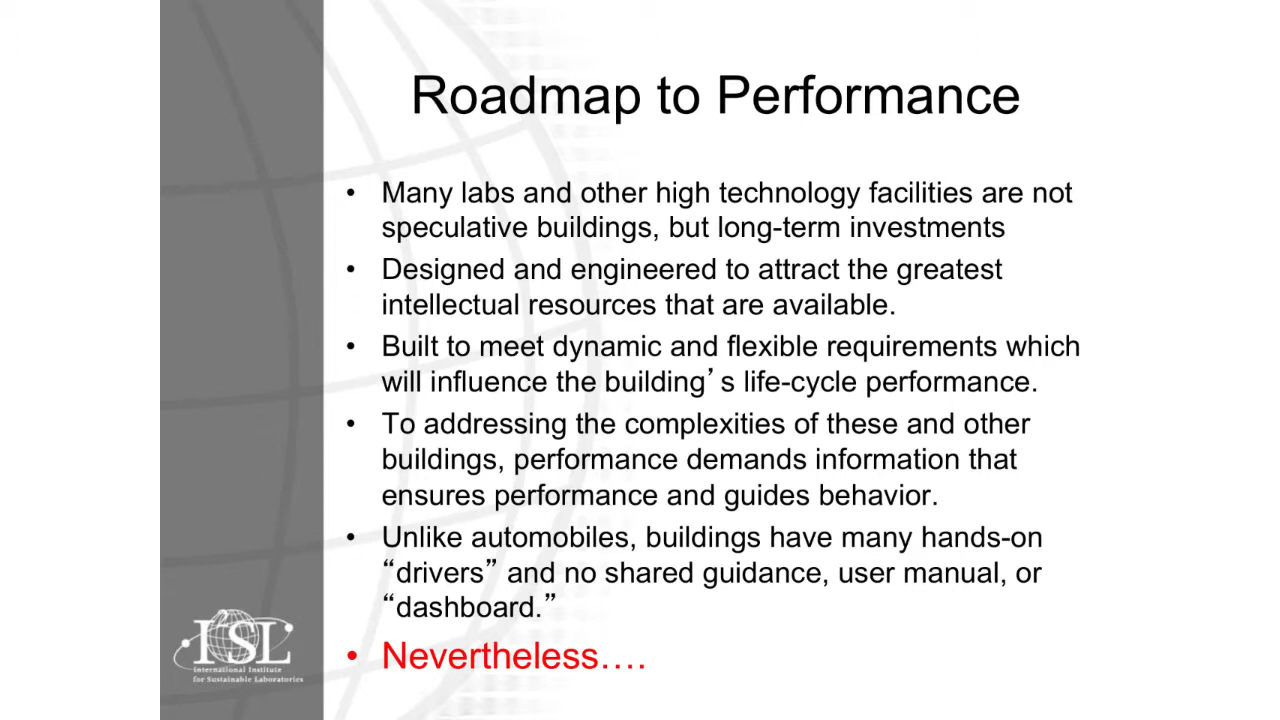 Roadmap to Performance
• Many labs and other high technology facilities are not
speculative buildings, but long-term investments
• Designed and engineered to attract the greatest
intellectual resources that are available.
• Built to meet dynamic and flexible requirements which
will influence the building’s life-cycle performance.
• To addressing the complexities of these and other
buildings, performance demands information that
ensures performance and guides behavior.
• Unlike automobiles, buildings have many hands-on
“drivers” and no shared guidance, user manual, or
“dashboard.”
• Nevertheless….
I2SL
International Institute
for Sustainable Laboratories